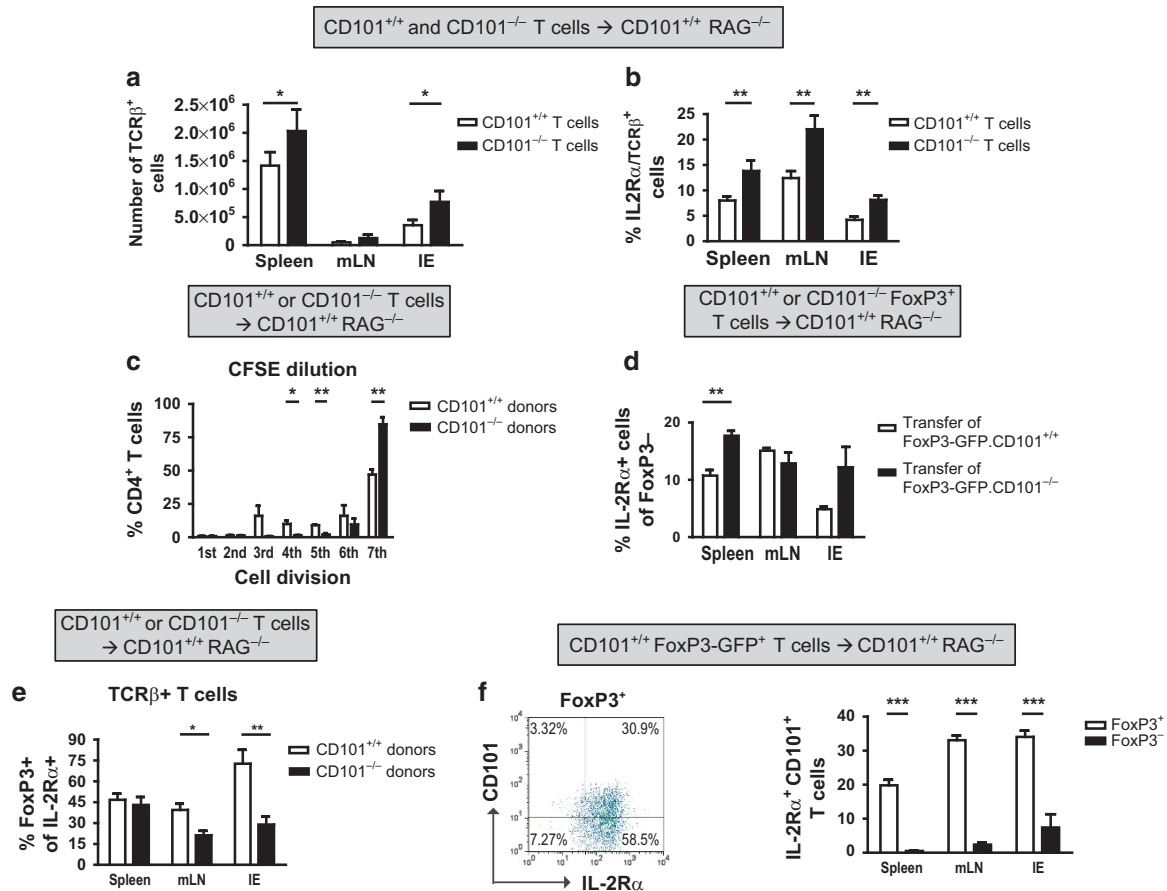 CD101+/+ and CD101−/− T cells → CD101+/+ RAG−/−
a
Number of TCRβ+
cells
2.5×10⁶
2.0×10⁶
1.5×10⁶
1.0×10⁶
5.0×10⁵
0
*
*
Spleen mLN IE
CD101+/+ T cells
CD101−/− T cells
b
% IL2Rα/TCRβ+
cells
25
20
15
10
5
0
** ** **
Spleen mLN IE
CD101+/+ T cells
CD101−/− T cells
CD101+/+ or CD101−/− T cells
→ CD101+/+ RAG−/−
CD101+/+ or CD101−/− FoxP3+
T cells → CD101+/+ RAG−/−
c
CFSE dilution
% CD4+ T cells
100
75
50
25
0
* ** **
1st 2nd 3rd 4th 5th 6th 7th
Cell division
CD101+/+ donors
CD101−/− donors
d
% IL-2Rα+ cells
of FoxP3−
20
10
0
**
Spleen mLN IE
Transfer of
FoxP3-GFP.CD101+/+
Transfer of
FoxP3-GFP.CD101−/−
CD101+/+ or CD101−/− T cells
→ CD101+/+ RAG−/−
CD101+/+ FoxP3-GFP+ T cells → CD101+/+ RAG−/−
e
TCRβ+ T cells
% FoxP3+
of IL-2Rα+
90
75
60
45
30
15
0
* **
Spleen mLN IE
CD101+/+ donors
CD101−/− donors
f
FoxP3+
CD101
10⁴
10³
10²
10¹
10⁰
3.32% 30.9%
7.27% 58.5%
10⁰ 10¹ 10² 10³ 10⁴
IL-2Rα
IL-2Rα+ CD101+
T cells
40
30
20
10
0
*** *** ***
Spleen mLN IE
FoxP3+
FoxP3−